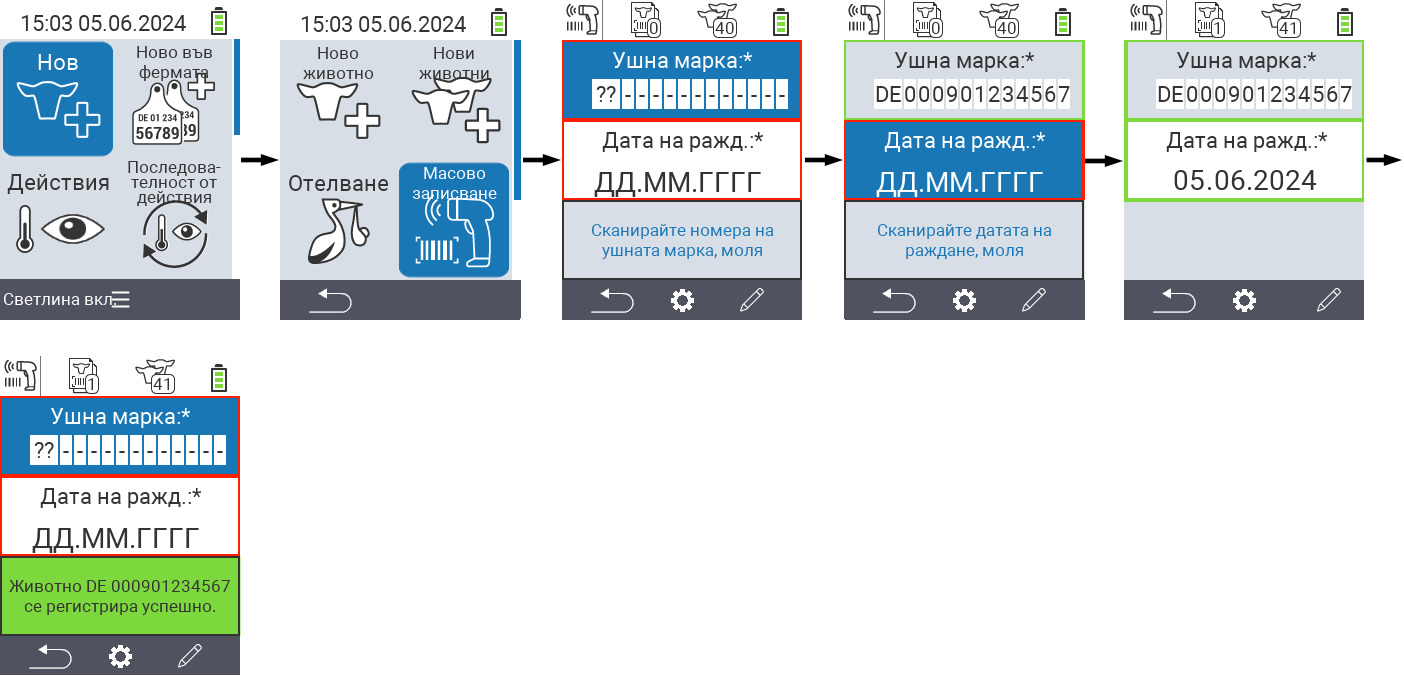 15:03 05.06.2024
Нов
Ново във
фермата
DE 01 234
56789
234
89
Действия
Последова-
телност от
действия
Светлина вкл.
15:03 05.06.2024
Ново
животно
Нови
животни
Отелване
Масово
записване
0
40
Ушна марка:*
??------------
Дата на ражд.:*
ДД.ММ.ГГГГ
Сканирайте номера на
ушната марка, моля
0
40
Ушна марка:*
DE000901234567
Дата на ражд.:*
ДД.ММ.ГГГГ
Сканирайте датата на
раждане, моля
1
41
Ушна марка:*
DE000901234567
Дата на ражд.:*
05.06.2024
1
41
Ушна марка:*
??------------
Дата на ражд.:*
ДД.ММ.ГГГГ
Животно DE 000901234567
се регистрира успешно.